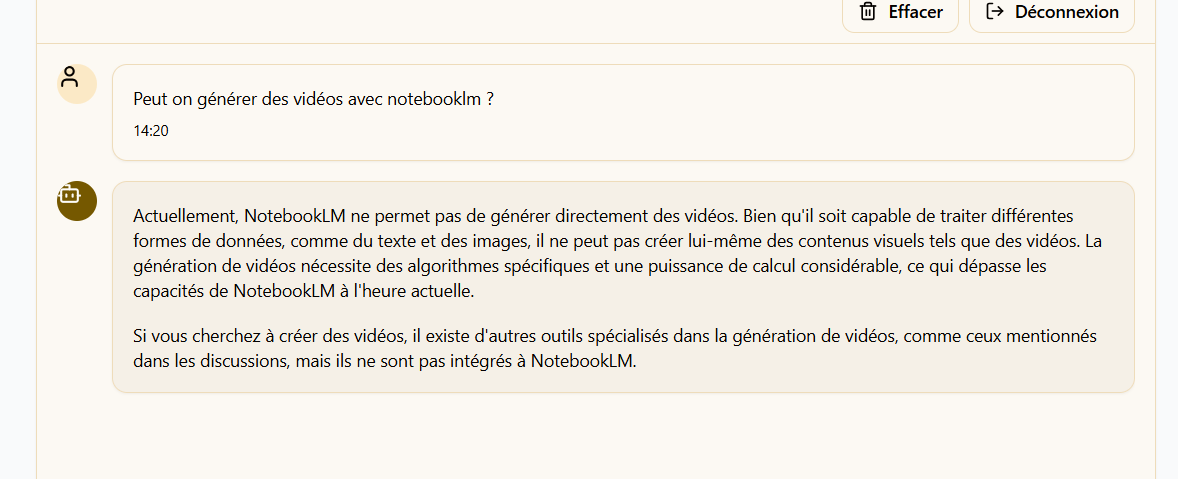 Effacer
Déconnexion
Peut on générer des vidéos avec notebooklm ?
14:20
Actuellement, NotebookLM ne permet pas de générer directement des vidéos. Bien qu'il soit capable de traiter différentes
formes de données, comme du texte et des images, il ne peut pas créer lui-même des contenus visuels tels que des vidéos. La
génération de vidéos nécessite des algorithmes spécifiques et une puissance de calcul considérable, ce qui dépasse les
capacités de NotebookLM à l'heure actuelle.
Si vous cherchez à créer des vidéos, il existe d'autres outils spécialisés dans la génération de vidéos, comme ceux mentionnés
dans les discussions, mais ils ne sont pas intégrés à NotebookLM.